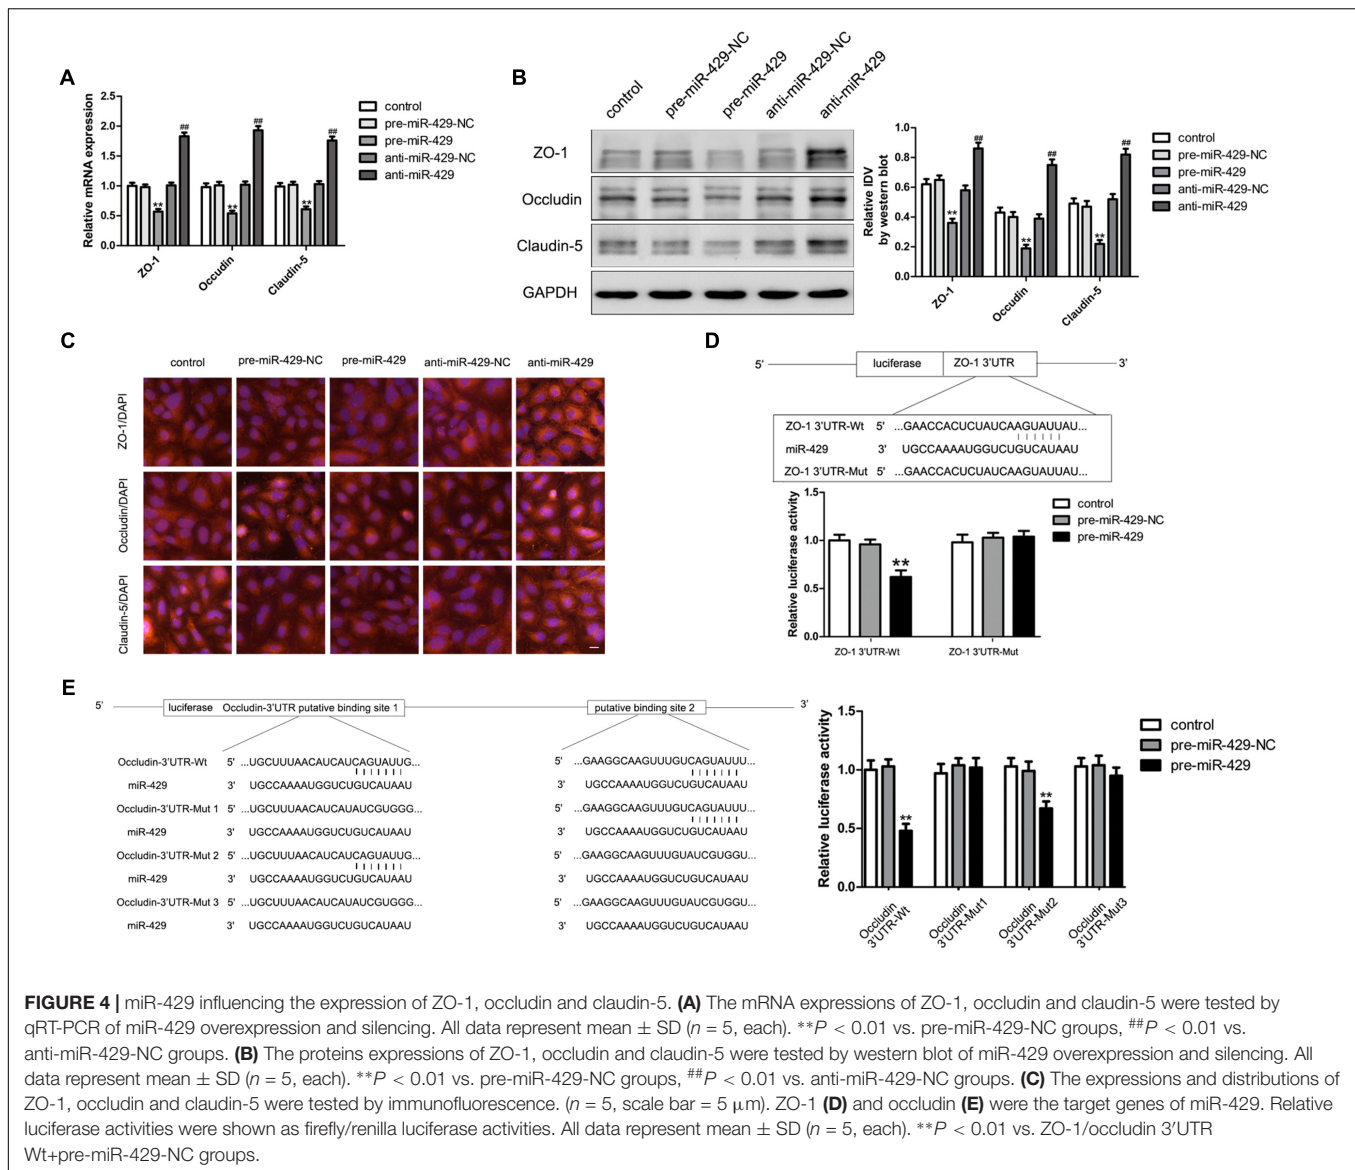 A
Relative mRNA expression
2.5
2.0
1.5
1.0
0.5
0.0
ZO-1
Occudin
Claudin-5
** ## ** ## ** ##
control
pre-miR-429-NC
pre-miR-429
anti-miR-429-NC
anti-miR-429
B
control
pre-miR-429-NC
pre-miR-429
anti-miR-429-NC
anti-miR-429
ZO-1
Occludin
Claudin-5
GAPDH
Relative IDV
by western blot
1.0
0.8
0.6
0.4
0.2
0.0
ZO-1
Occudin
Claudin-5
** ## ** ## ** ##
control
pre-miR-429-NC
pre-miR-429
anti-miR-429-NC
anti-miR-429
C
control pre-miR-429-NC pre-miR-429 anti-miR-429-NC anti-miR-429
ZO-1/DAPI
Occludin/DAPI
Claudin-5/DAPI
D
5' luciferase ZO-1 3'UTR 3'
ZO-1 3'UTR-Wt 5' ...GAACCACUCUAUCAAGUAUUAU...
miR-429 3' UGCCAAAAUGGUCUGUCAUAAU
ZO-1 3'UTR-Mut 5' ...GAACCACUCUAUCAAGUAUUAU...
Relative luciferase activity
1.5
1.0
0.5
0.0
**
ZO-1 3'UTR-Wt ZO-1 3'UTR-Mut
control
pre-miR-429-NC
pre-miR-429
E
5' luciferase Occludin-3'UTR putative binding site 1 putative binding site 2 3'
Occludin-3'UTR-Wt 5' ...UGCUUUAACAUCAUCAGUAUUG... 5' ...GAAGGCAAGUUUGUCAGUAUUU...
miR-429 3' UGCCAAAAUGGUCUGUCAUAAU 3' UGCCAAAAUGGUCUGUCAUAAU
Occludin-3'UTR-Mut 1 5' ...UGCUUUAACAUCAUAUCGUGGG... 5' ...GAAGGCAAGUUUGUCAGUAUUU...
miR-429 3' UGCCAAAAUGGUCUGUCAUAAU 3' UGCCAAAAUGGUCUGUCAUAAU
Occludin-3'UTR-Mut 2 5' ...UGCUUUAACAUCAUCAGUAUUG... 5' ...GAAGGCAAGUUUGUAUCGUGGU...
miR-429 3' UGCCAAAAUGGUCUGUCAUAAU 3' UGCCAAAAUGGUCUGUCAUAAU
Occludin-3'UTR-Mut 3 5' ...UGCUUUAACAUCAUAUCGUGGG... 5' ...GAAGGCAAGUUUGUAUCGUGGU...
miR-429 3' UGCCAAAAUGGUCUGUCAUAAU 3' UGCCAAAAUGGUCUGUCAUAAU
Relative luciferase activity
1.5
1.0
0.5
0.0
** **
Occludin
3'UTR-Wt
Occludin
3'UTR-Mut1
Occludin
3'UTR-Mut2
Occludin
3'UTR-Mut3
control
pre-miR-429-NC
pre-miR-429
FIGURE 4 | miR-429 influencing the expression of ZO-1, occludin and claudin-5. (A) The mRNA expressions of ZO-1, occludin and claudin-5 were tested by
qRT-PCR of miR-429 overexpression and silencing. All data represent mean ± SD (n = 5, each). **P < 0.01 vs. pre-miR-429-NC groups, ##P < 0.01 vs.
anti-miR-429-NC groups. (B) The proteins expressions of ZO-1, occludin and claudin-5 were tested by western blot of miR-429 overexpression and silencing. All
data represent mean ± SD (n = 5, each). **P < 0.01 vs. pre-miR-429-NC groups, ##P < 0.01 vs. anti-miR-429-NC groups. (C) The expressions and distributions of
ZO-1, occludin and claudin-5 were tested by immunofluorescence. (n = 5, scale bar = 5 μm). ZO-1 (D) and occludin (E) were the target genes of miR-429. Relative
luciferase activities were shown as firefly/renilla luciferase activities. All data represent mean ± SD (n = 5, each). **P < 0.01 vs. ZO-1/occludin 3′UTR
Wt+pre-miR-429-NC groups.